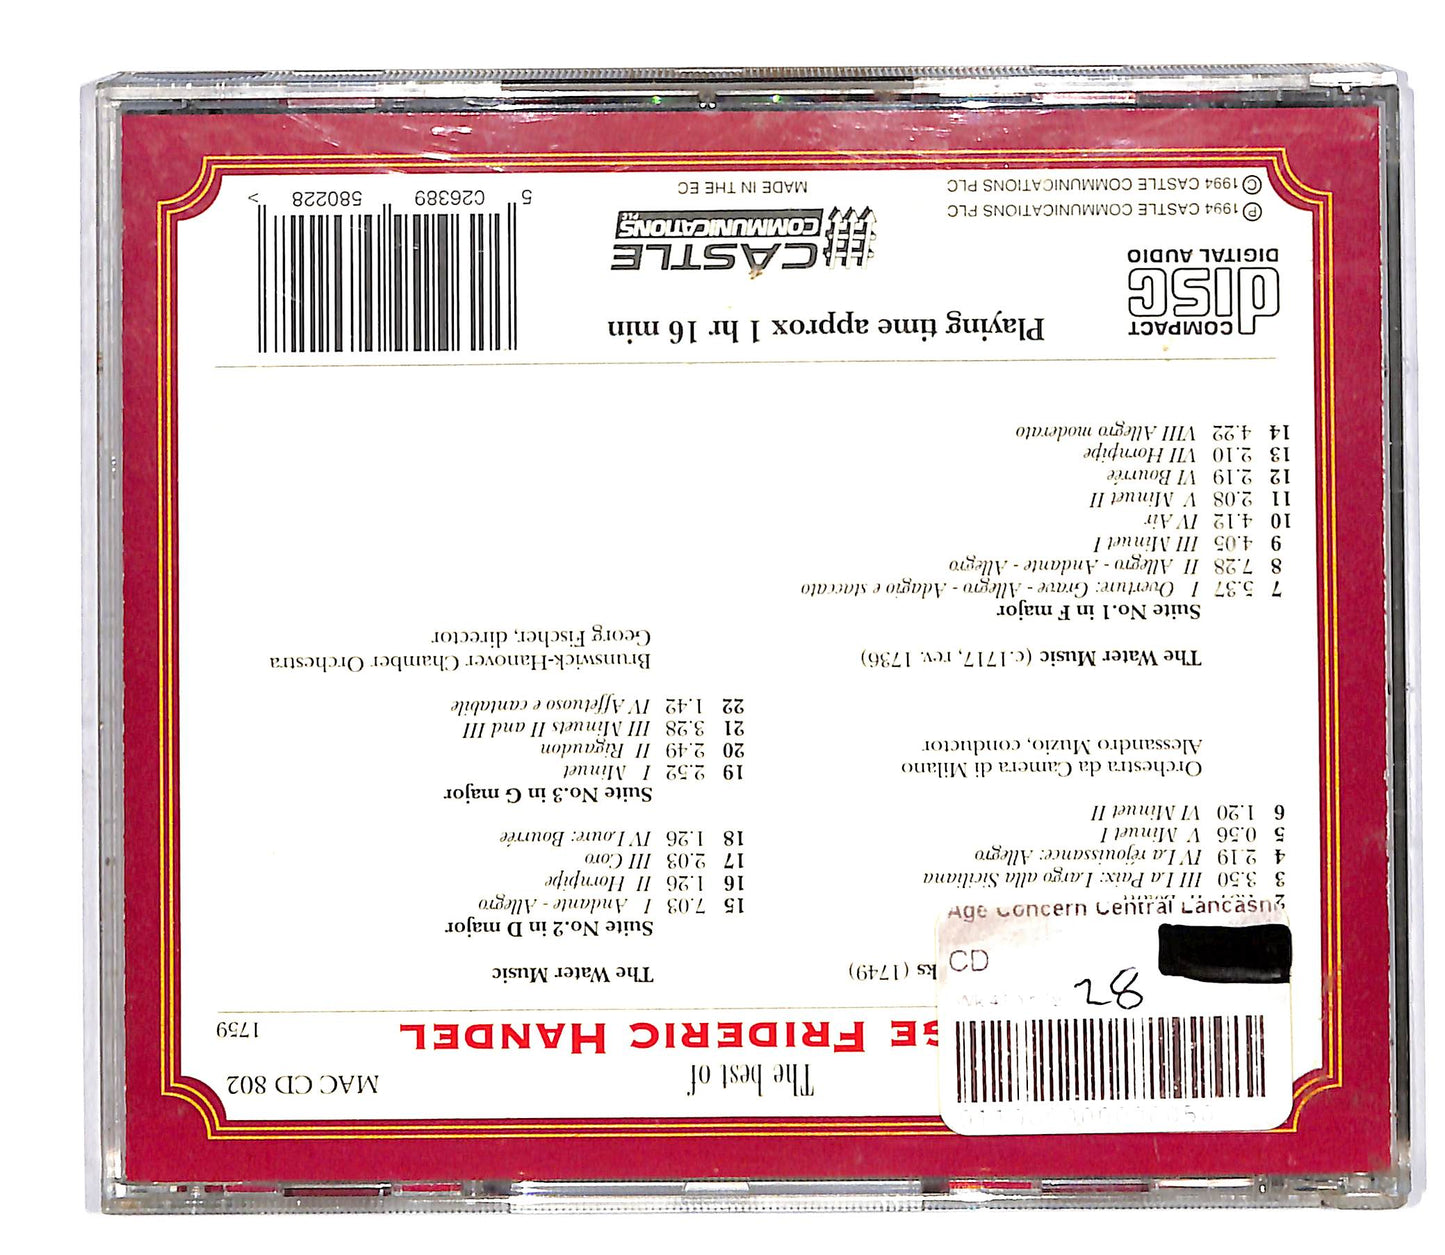 The best of
MAC CD 802
GE FRIDERIC HANDEL
1759
ks (1749)
3 3.50 III La Paix: Largo alla Siciliana
4 2.19 IV La réjouissance: Allegro
5 0.56 V Minuet I
6 1.20 VI Minuet II
Orchestra da Camera di Milano
Alessandro Muzio, conductor
The Water Music (c.1717, rev. 1736)
Suite No.1 in F major
7 5.37 I Overture: Grave - Allegro - Adagio e staccato
8 7.28 II Allegro - Andante - Allegro
9 4.05 III Minuet I
10 4.12 IV Air
11 2.08 V Minuet II
12 2.19 VI Bourrée
13 2.10 VII Hornpipe
14 4.22 VIII Allegro moderato
The Water Music
Suite No.2 in D major
15 7.03 I Andante - Allegro
16 1.26 II Hornpipe
17 2.03 III Coro
18 1.26 IV Loure: Bourrée
Suite No.3 in G major
19 2.52 I Minuet
20 2.49 II Rigaudon
21 3.28 III Minuets II and III
22 1.42 IV Affetuoso e cantabile
Brunswick-Hanover Chamber Orchestra
Georg Fischer, director
COMPACT
disc
DIGITAL AUDIO
Playing time approx 1 hr 16 min
CASTLE
COMMUNICATIONS
PLC
℗ 1994 CASTLE COMMUNICATIONS PLC
© 1994 CASTLE COMMUNICATIONS PLC
MADE IN THE EC
5 026389 580228 >
Age Concern Central Lancash
CD
28